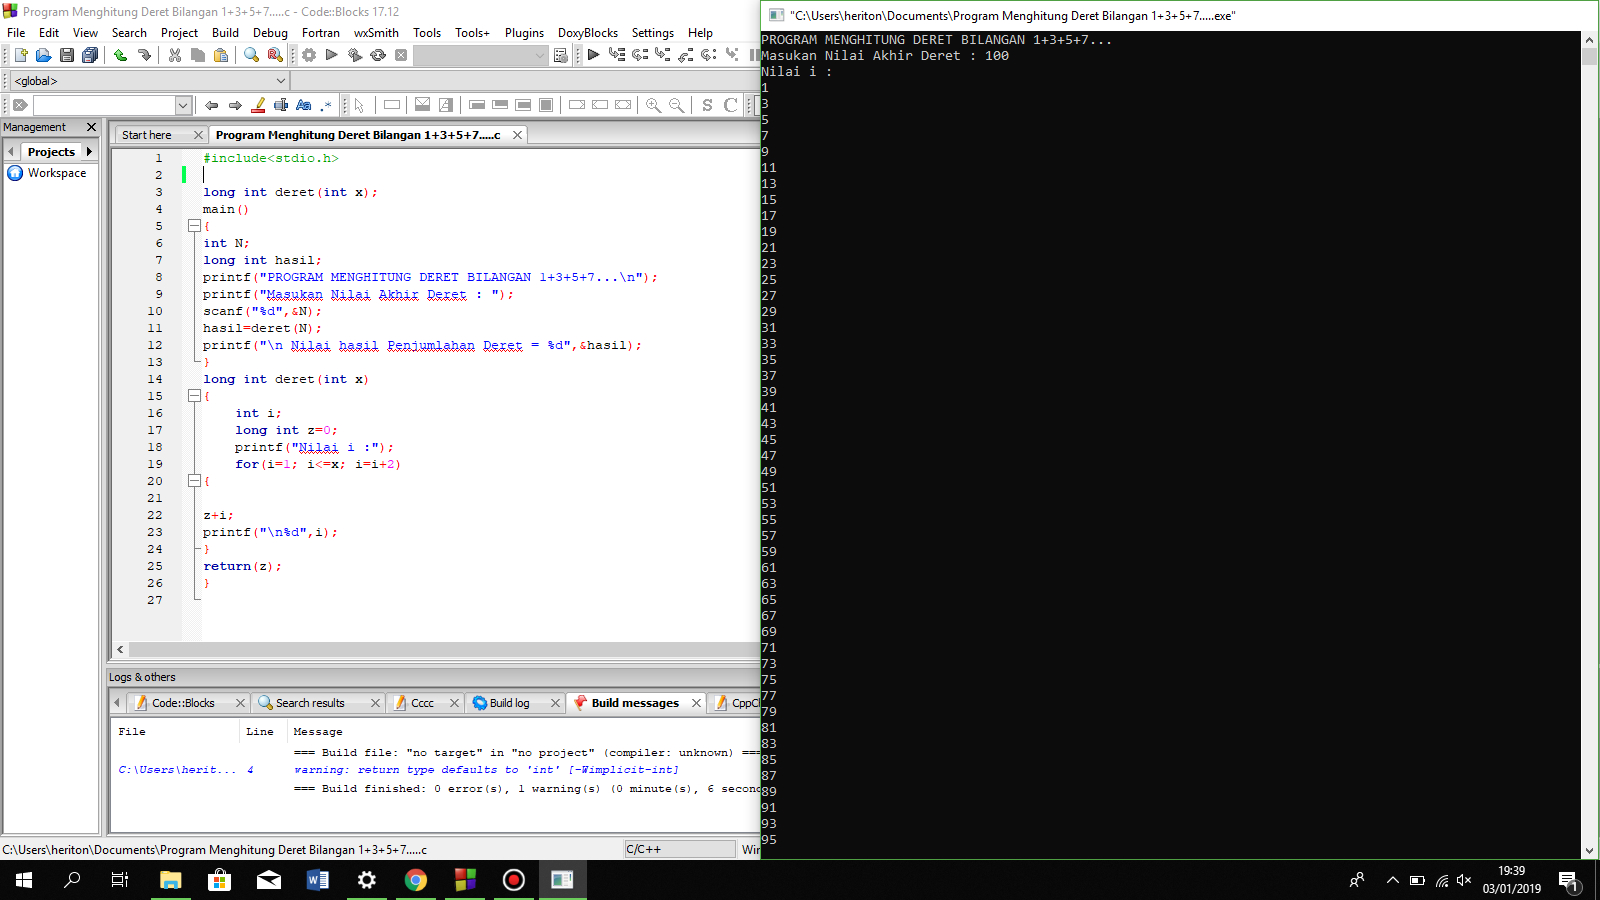 Program Menghitung Deret Bilangan 1+3+5+7.....c - Code::Blocks 17.12
File Edit View Search Project Build Debug Fortran wxSmith Tools Tools+ Plugins DoxyBlocks Settings Help
<global>
Management
Projects
Workspace
Start here
Program Menghitung Deret Bilangan 1+3+5+7.....c
1 #include<stdio.h>
2
3 long int deret(int x);
4 main()
5 {
6 int N;
7 long int hasil;
8 printf("PROGRAM MENGHITUNG DERET BILANGAN 1+3+5+7...\n");
9 printf("Masukan Nilai Akhir Deret : ");
10 scanf("%d",&N);
11 hasil=deret(N);
12 printf("\n Nilai hasil Penjumlahan Deret = %d",&hasil);
13 }
14 long int deret(int x)
15 {
16 int i;
17 long int z=0;
18 printf("Nilai i :");
19 for(i=1; i<=x; i=i+2)
20 {
21
22 z+i;
23 printf("\n%d",i);
24 }
25 return(z);
26 }
27
Logs & others
Code::Blocks Search results Cccc Build log Build messages CppC
File Line Message
=== Build file: "no target" in "no project" (compiler: unknown) ===
C:\Users\herit... 4 warning: return type defaults to 'int' [-Wimplicit-int]
=== Build finished: 0 error(s), 1 warning(s) (0 minute(s), 6 secon
C:\Users\heriton\Documents\Program Menghitung Deret Bilangan 1+3+5+7.....c
C/C++
Win
"C:\Users\heriton\Documents\Program Menghitung Deret Bilangan 1+3+5+7.....exe"
PROGRAM MENGHITUNG DERET BILANGAN 1+3+5+7...
Masukan Nilai Akhir Deret : 100
Nilai i :
1
3
5
7
9
11
13
15
17
19
21
23
25
27
29
31
33
35
37
39
41
43
45
47
49
51
53
55
57
59
61
63
65
67
69
71
73
75
77
79
81
83
85
87
89
91
93
95
19:39
03/01/2019
1